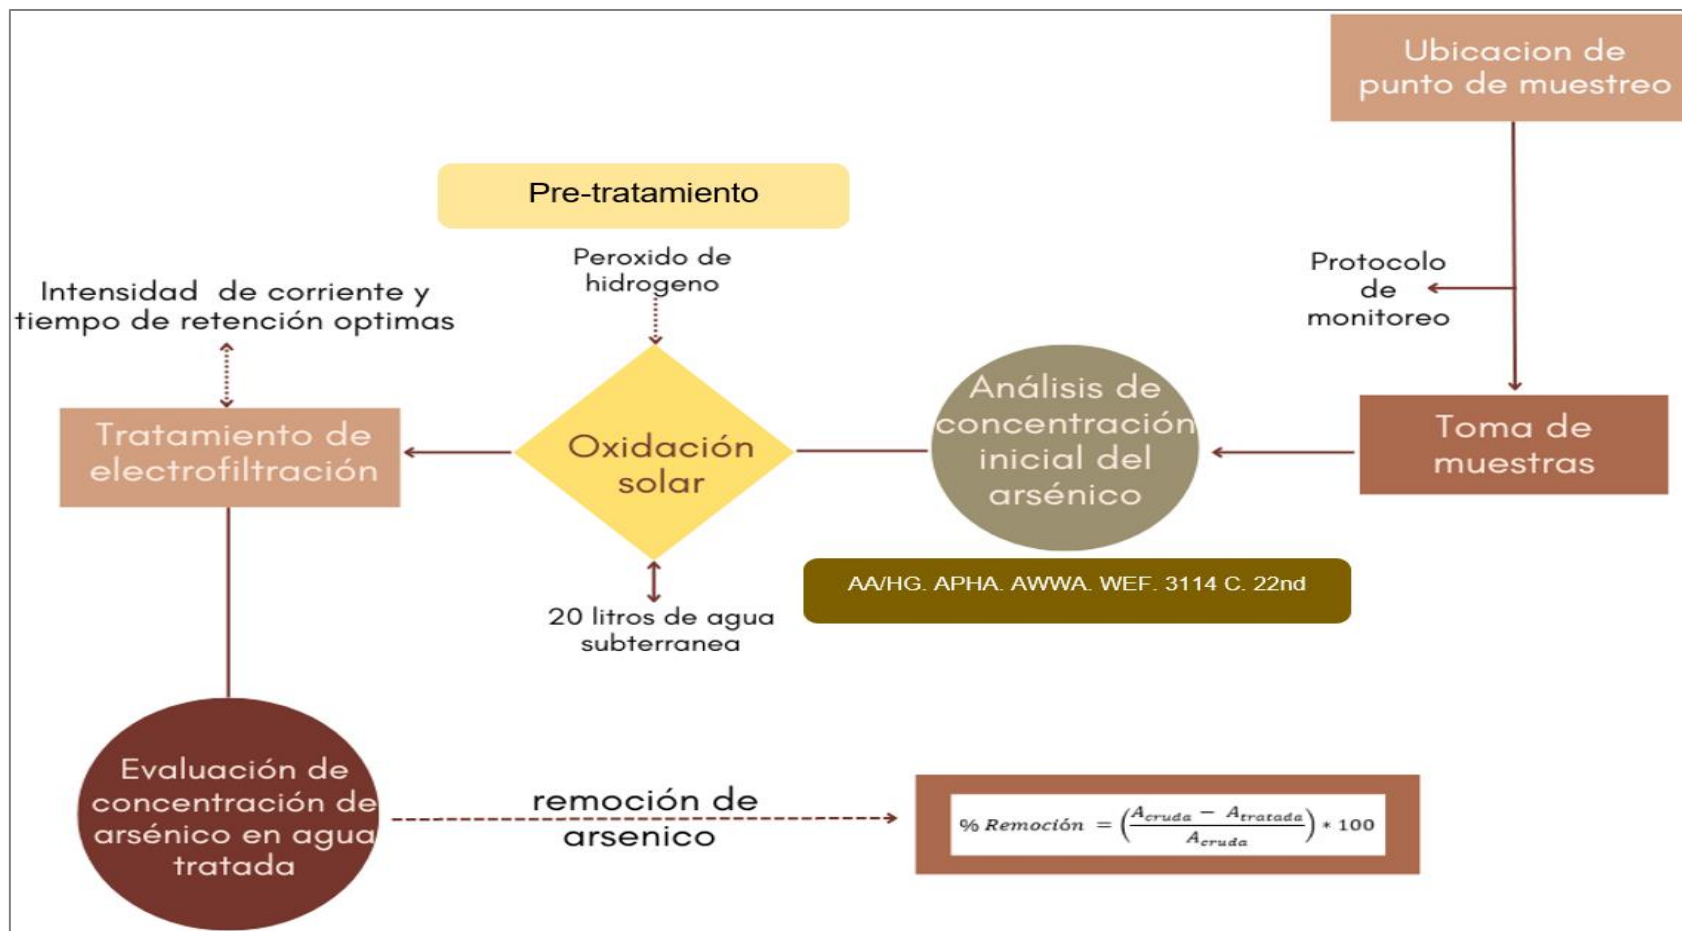 Ubicacion de
punto de muestreo
Protocolo
de
monitoreo
Toma de
muestras
Análisis de
concentración
inicial del
arsénico
AA/HG. APHA. AWWA. WEF. 3114 C. 22nd
Pre-tratamiento
Peroxido de
hidrogeno
Oxidación
solar
20 litros de agua
subterranea
Intensidad de corriente y
tiempo de retención optimas
Tratamiento de
electrofiltración
Evaluación de
concentración de
arsénico en agua
tratada
remoción de
arsenico
% Remoción = ((A_cruda − A_tratada) / A_cruda) * 100